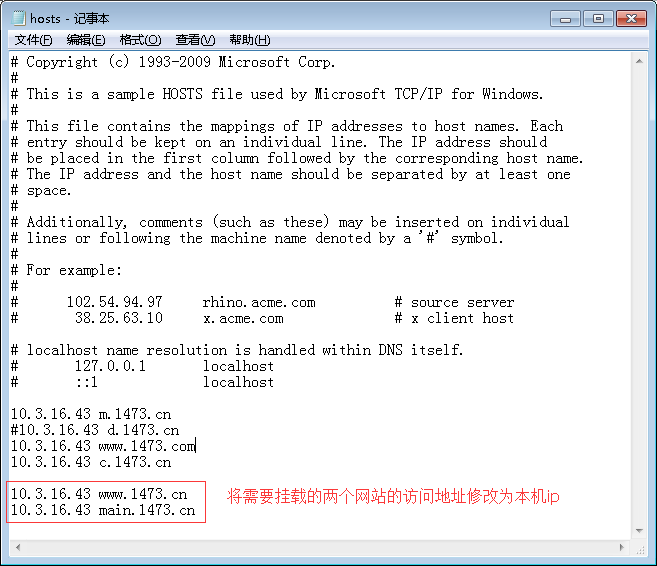 hosts - 记事本
文件(F) 编辑(E) 格式(O) 查看(V) 帮助(H)
# Copyright (c) 1993-2009 Microsoft Corp.
#
# This is a sample HOSTS file used by Microsoft TCP/IP for Windows.
#
# This file contains the mappings of IP addresses to host names. Each
# entry should be kept on an individual line. The IP address should
# be placed in the first column followed by the corresponding host name.
# The IP address and the host name should be separated by at least one
# space.
#
# Additionally, comments (such as these) may be inserted on individual
# lines or following the machine name denoted by a '#' symbol.
#
# For example:
#
#      102.54.94.97     rhino.acme.com          # source server
#       38.25.63.10     x.acme.com              # x client host
# localhost name resolution is handled within DNS itself.
#       127.0.0.1       localhost
#       ::1             localhost
10.3.16.43 m.1473.cn
#10.3.16.43 d.1473.cn
10.3.16.43 www.1473.com
10.3.16.43 c.1473.cn
10.3.16.43 www.1473.cn
将需要挂载的两个网站的访问地址修改为本机ip
10.3.16.43 main.1473.cn